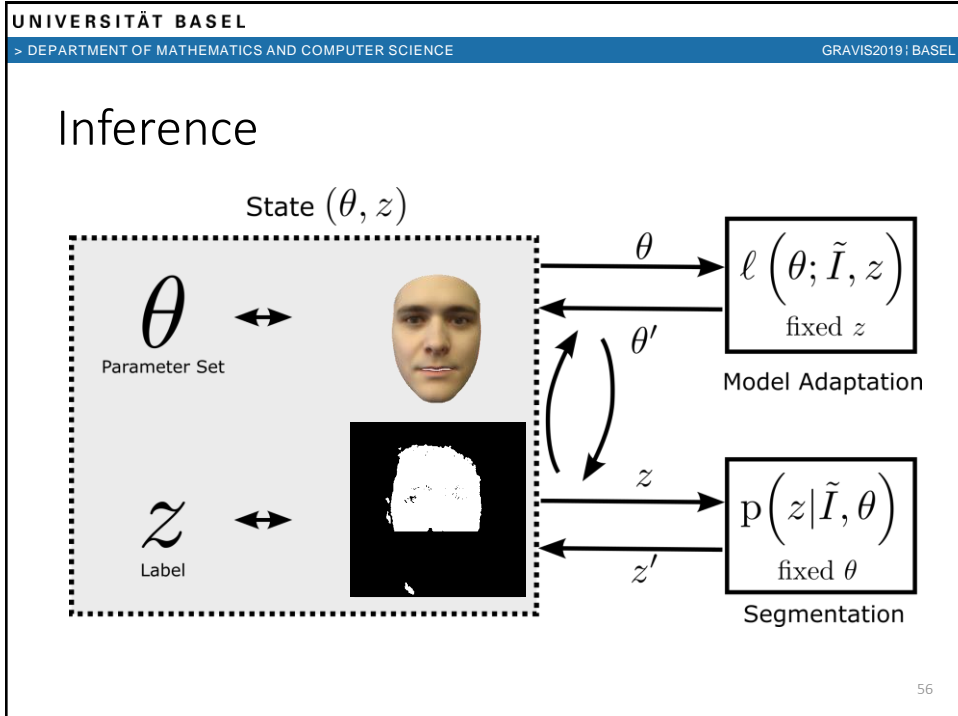 UNIVERSITÄT BASEL
> DEPARTMENT OF MATHEMATICS AND COMPUTER SCIENCE GRAVIS2019 ¦ BASEL
Inference
State (θ, z)
θ
Parameter Set
z
Label
θ
θ′
z
z′
ℓ(θ; Ĩ, z)
fixed z
Model Adaptation
p(z|Ĩ, θ)
fixed θ
Segmentation
56